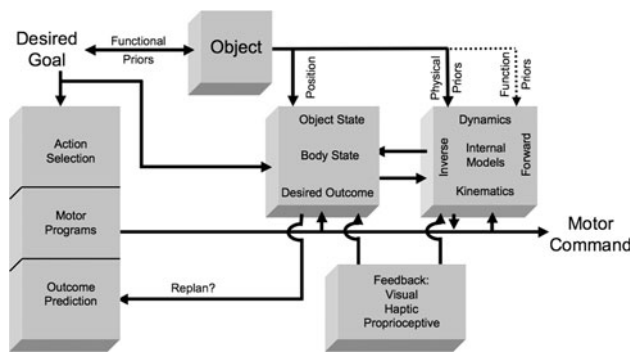 Desired
Goal
Functional
Priors
Object
Position
Physical
Priors
Function
Priors
Action
Selection
Motor
Programs
Outcome
Prediction
Object State
Body State
Desired Outcome
Dynamics
Inverse
Internal
Models
Forward
Kinematics
Motor
Command
Replan?
Feedback:
Visual
Haptic
Proprioceptive